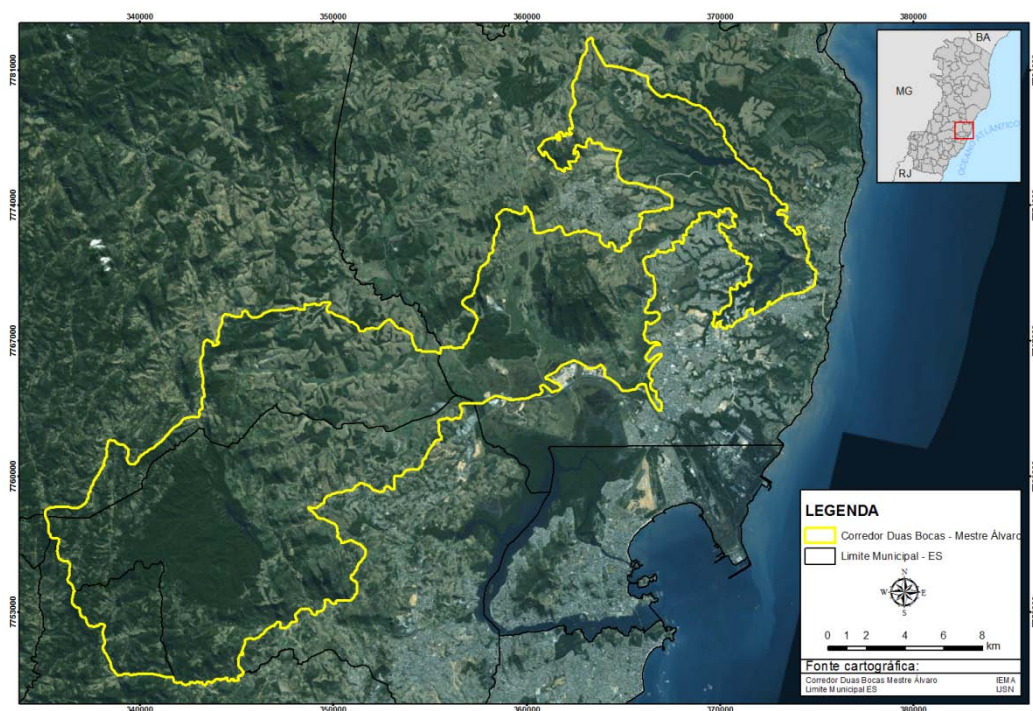 340000 350000 360000 370000 380000
7781000
7774000
7767000
7760000
7753000
BA
MG
RJ
OCEANO ATLÂNTICO
LEGENDA
Corredor Duas Bocas - Mestre Álvaro
Limite Municipal - ES
N
W E
S
0 1 2 4 6 8
km
Fonte cartográfica:
Corredor Duas Bocas Mestre Álvaro IEMA
Limite Municipal ES IJSN
340000 350000 360000 370000 380000